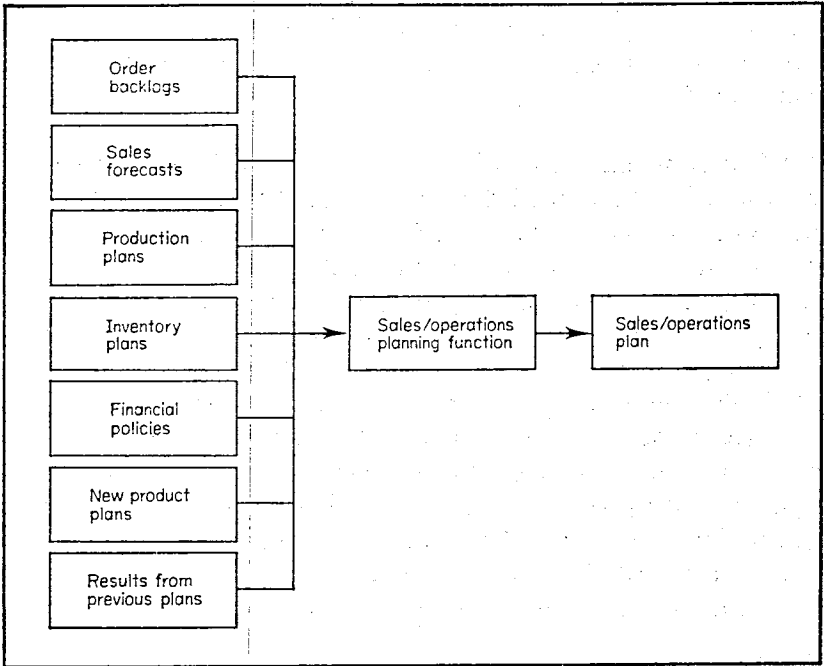 Order
backlogs
Sales
forecasts
Production
plans
Inventory
plans
Sales/operations
planning function
Sales/operations
plan
Financial
policies
New product
plans
Results from
previous plans